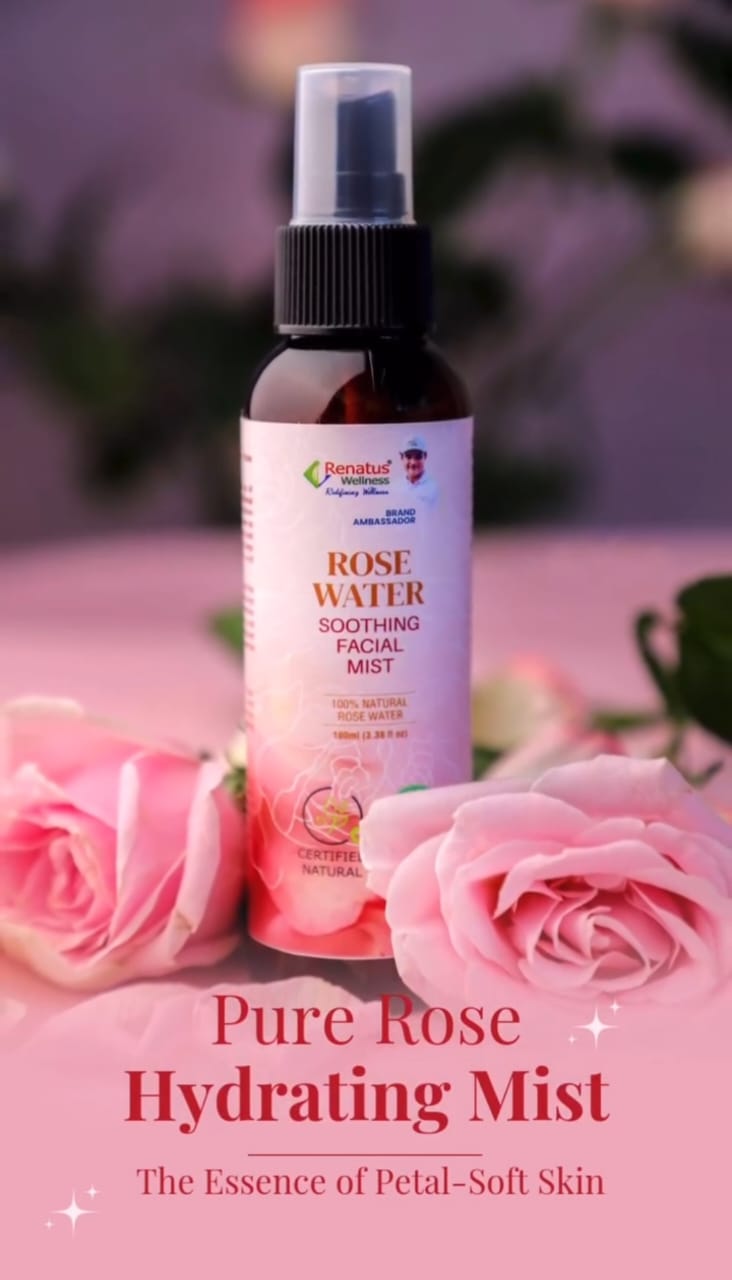 Renatus®
Wellness
Redefining Wellness
BRAND
AMBASSADOR
ROSE
WATER
SOOTHING
FACIAL
MIST
100% NATURAL
ROSE WATER
100ml (3.38 fl oz)
CERTIFIED
NATURAL
Pure Rose
Hydrating Mist
The Essence of Petal-Soft Skin